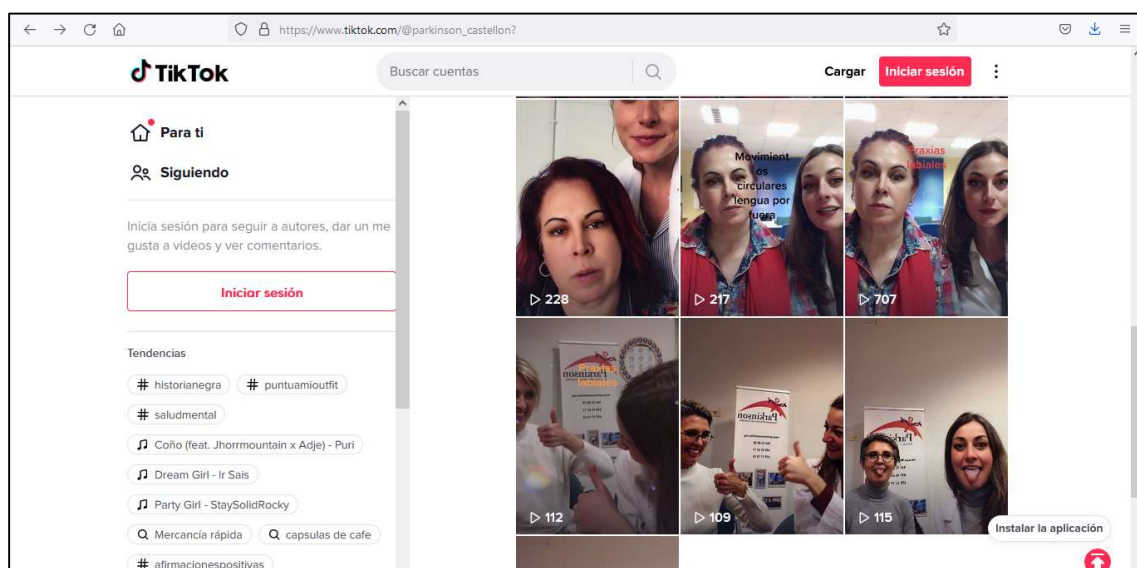 https://www.tiktok.com/@parkinson_castellon?
TikTok
Buscar cuentas
Cargar
Iniciar sesión
Para ti
Siguiendo
Inicia sesión para seguir a autores, dar un me
gusta a videos y ver comentarios.
Iniciar sesión
Tendencias
# historianegra
# puntuamioutfit
# saludmental
Coño (feat. Jhorrmountain x Adje) - Puri
Dream Girl - Ir Sais
Party Girl - StaySolidRocky
Mercancía rápida
capsulas de cafe
# afirmacionespositivas
228
Movimient
os
circulares
lengua por
fuera
217
Praxias
labiales
707
Praxias
labiales
Parkinson
112
Parkinson
109
Parkinson
115
Instalar la aplicación